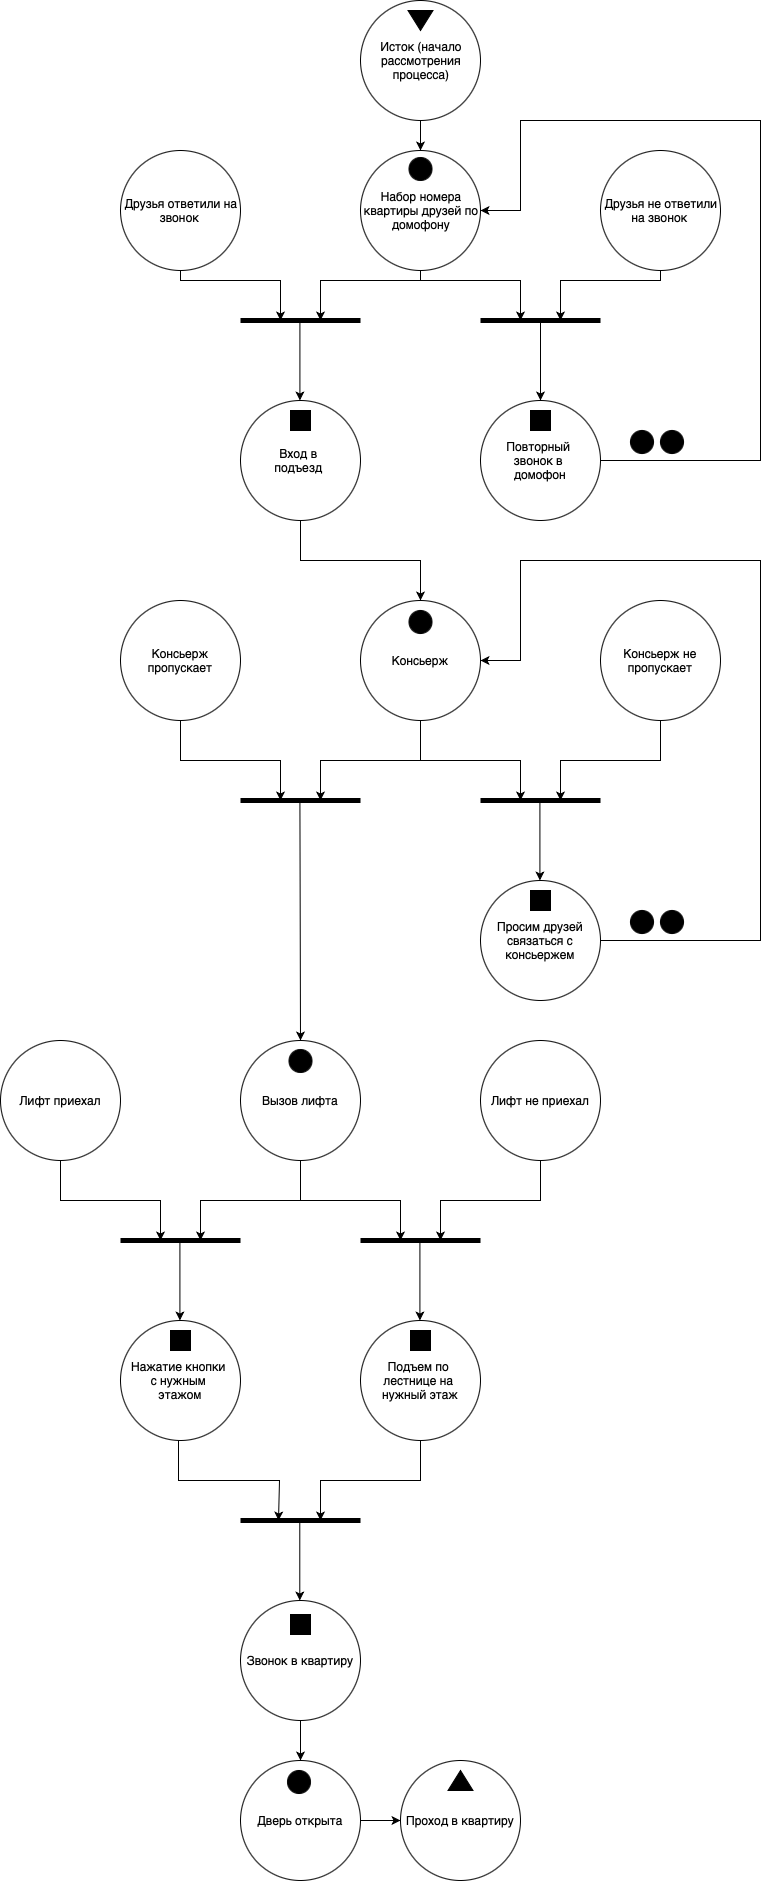 Исток (начало
рассмотрения
процесса)
Друзья ответили на
звонок
Набор номера
квартиры друзей по
домофону
Друзья не ответили
на звонок
Вход в
подъезд
Повторный
звонок в
домофон
Консьерж
пропускает
Консьерж
Консьерж не
пропускает
Просим друзей
связаться с
консьержем
Лифт приехал
Вызов лифта
Лифт не приехал
Нажатие кнопки
с нужным
этажом
Подъем по
лестнице на
нужный этаж
Звонок в квартиру
Дверь открыта
Проход в квартиру